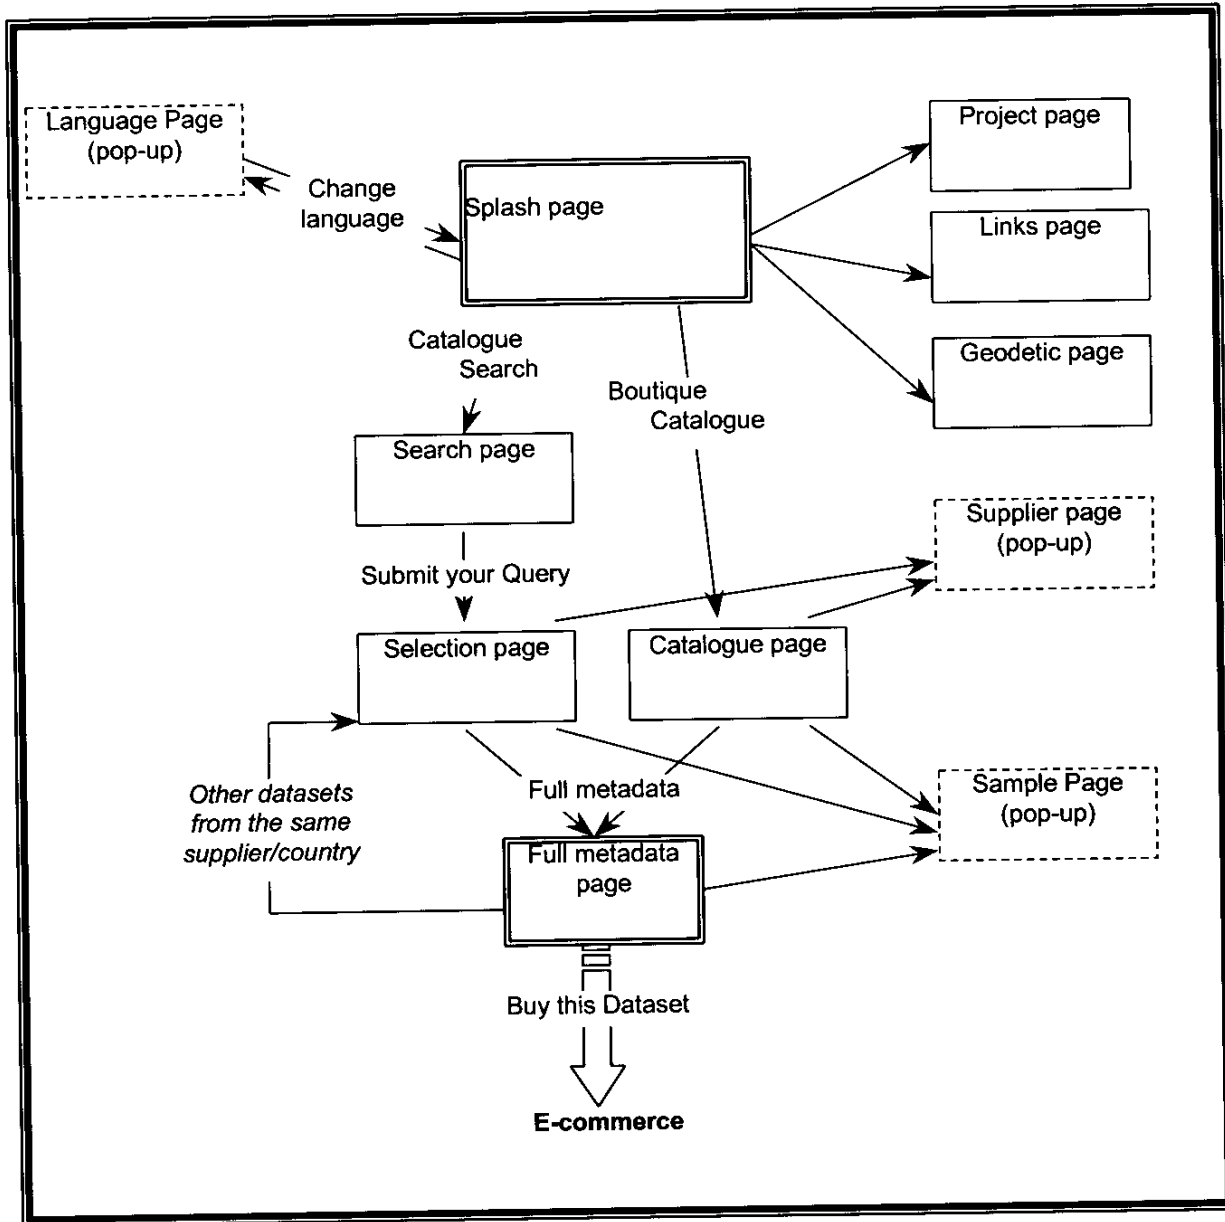 Language Page
(pop-up)
Project page
Change
language
Splash page
Links page
Catalogue
Search
Geodetic page
Boutique
Catalogue
Search page
Supplier page
(pop-up)
Submit your Query
Selection page
Catalogue page
Other datasets
from the same
supplier/country
Full metadata
Sample Page
(pop-up)
Full metadata
page
Buy this Dataset
E-commerce